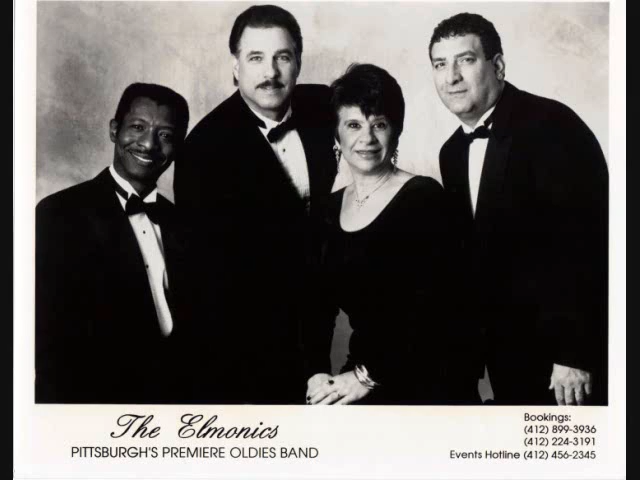 The Elmonics
PITTSBURGH'S PREMIERE OLDIES BAND
Bookings:
(412) 899-3936
(412) 224-3191
Events Hotline (412) 456-2345